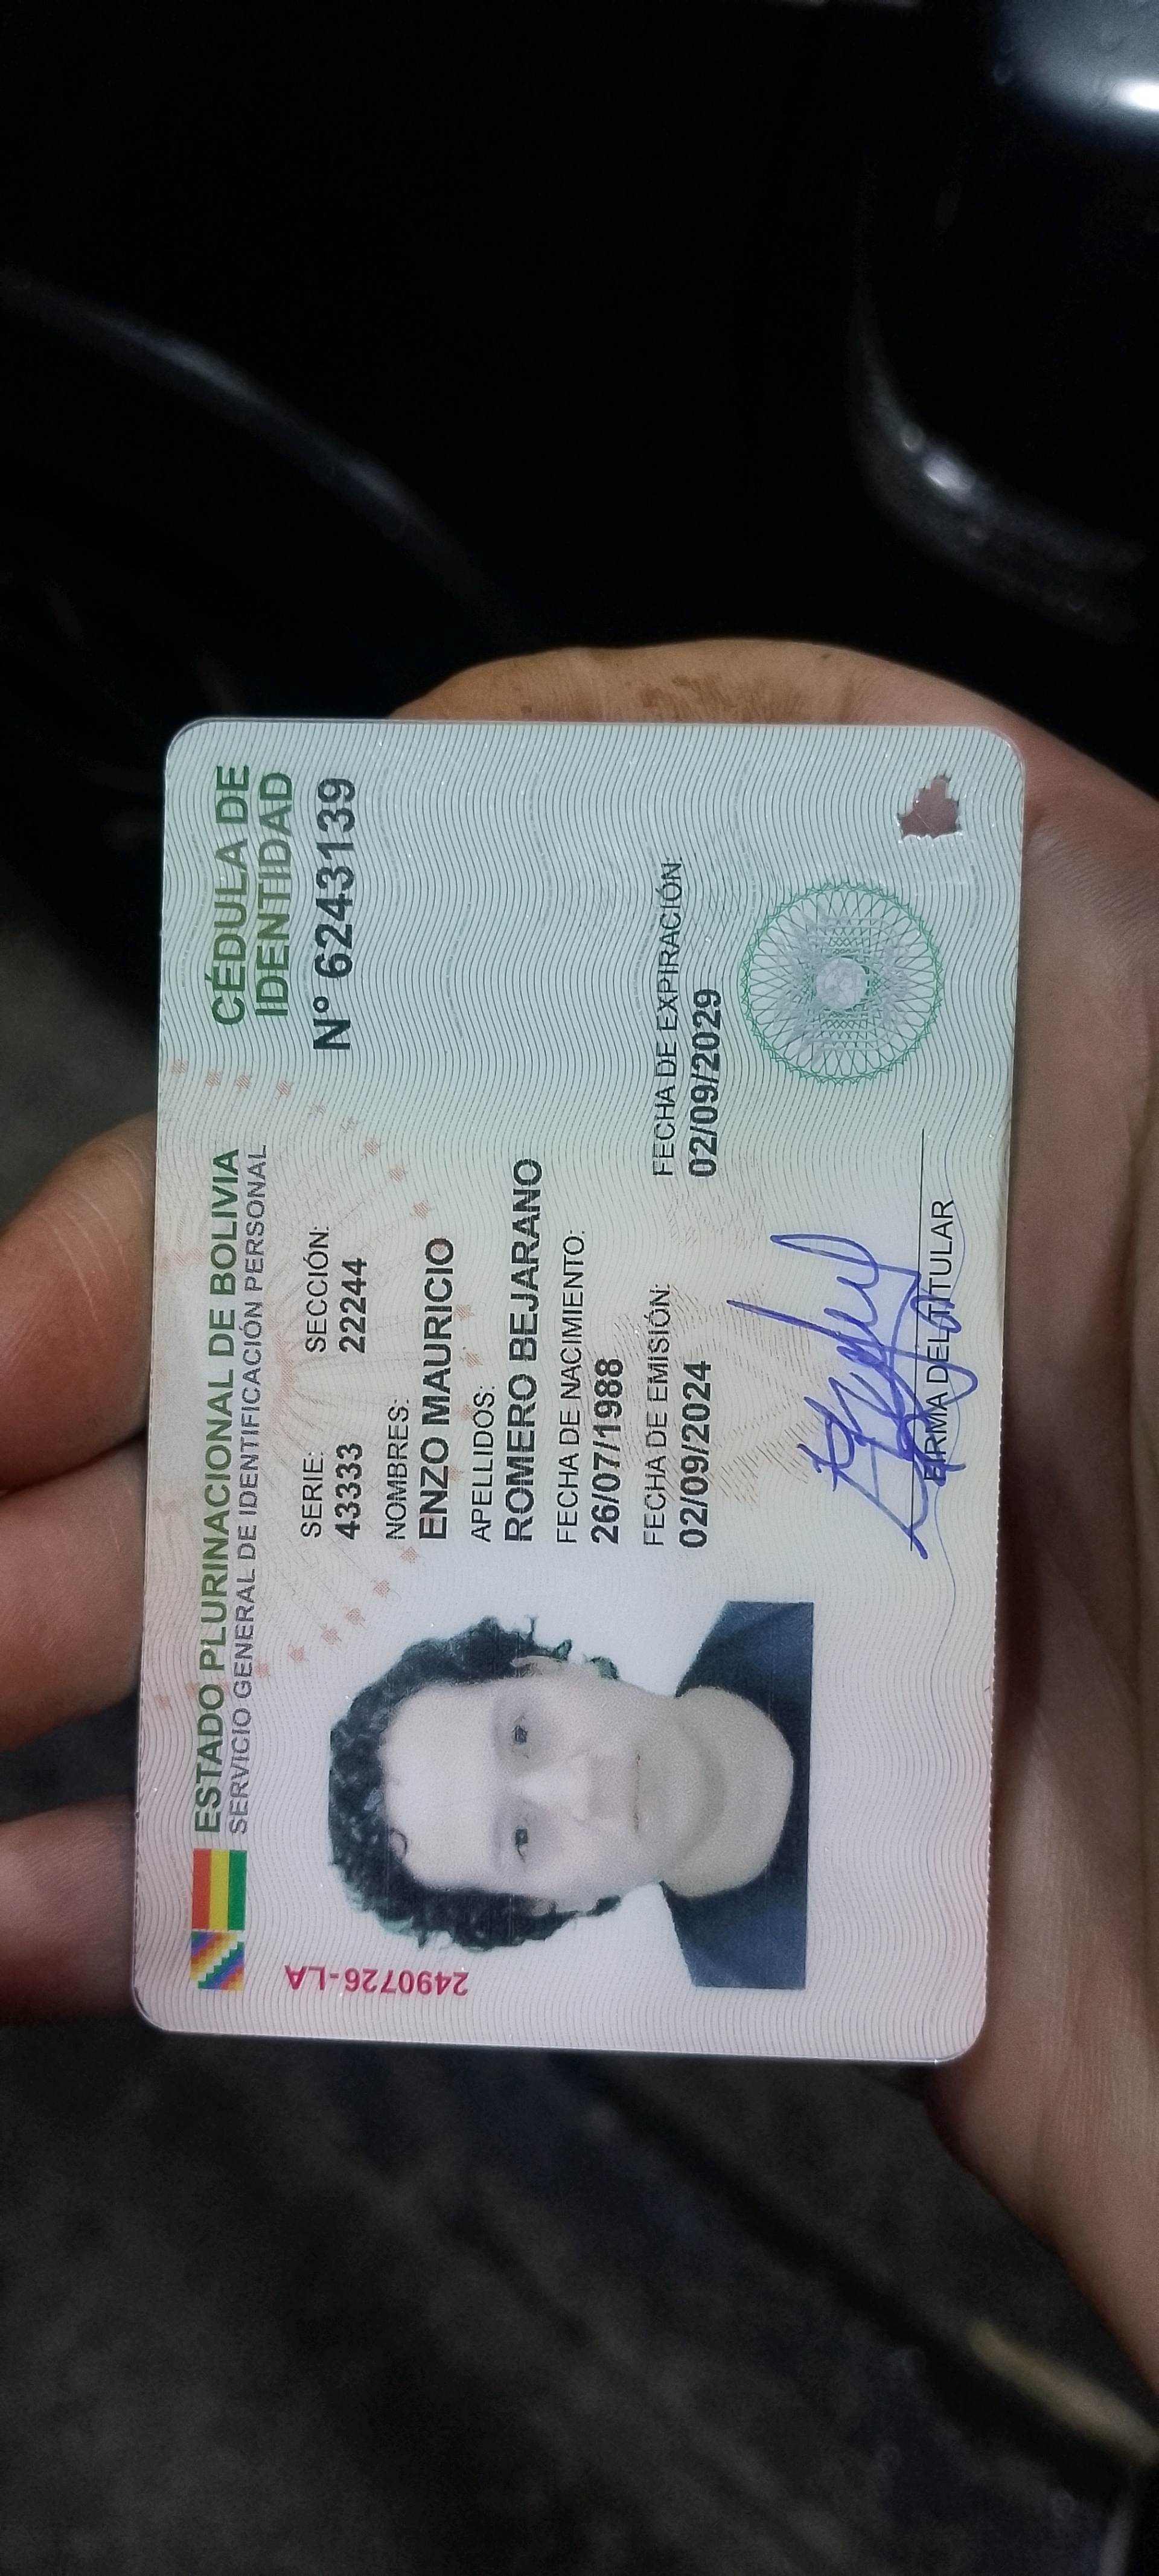 ESTADO PLURINACIONAL DE BOLIVIA
SERVICIO GENERAL DE IDENTIFICACIÓN PERSONAL
CÉDULA DE
IDENTIDAD
N° 6243139
SERIE: SECCIÓN:
43333 22244
NOMBRES:
ENZO MAURICIO
APELLIDOS:
ROMERO BEJARANO
FECHA DE NACIMIENTO:
26/07/1988
FECHA DE EMISIÓN: FECHA DE EXPIRACIÓN:
02/09/2024 02/09/2029
FIRMA DEL TITULAR
2490726-LA